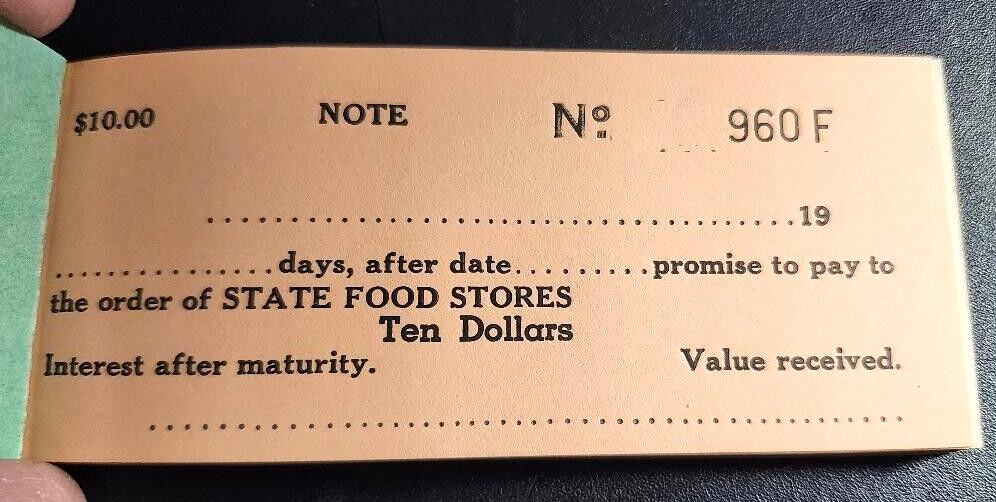 $10.00 NOTE Nº 960 F
.....................................19
...............days, after date.........promise to pay to
the order of STATE FOOD STORES
Ten Dollars
Interest after maturity. Value received.
..................................................